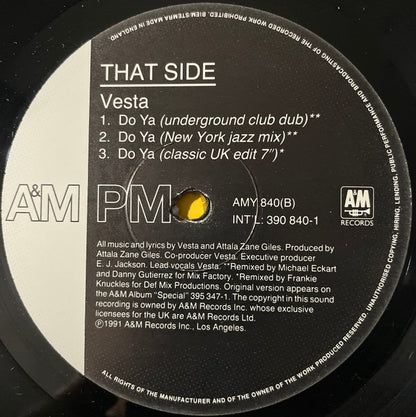 THAT SIDE
Vesta
1. Do Ya (underground club dub)**
2. Do Ya (New York jazz mix)**
3. Do Ya (classic UK edit 7")*
A&M PM
AMY 840(B)
INT'L: 390 840-1
A&M
RECORDS
All music and lyrics by Vesta and Attala Zane Giles. Produced by
Attala Zane Giles. Co-producer Vesta. Executive producer
E. J. Jackson. Lead vocals Vesta. **Remixed by Michael Eckart
and Danny Gutierrez for Mix Factory. *Remixed by Frankie
Knuckles for Def Mix Productions. Original version appears on
the A&M Album "Special" 395 347-1. The copyright in this sound
recording is owned by A&M Records Inc. whose exclusive
licensees for the UK are A&M Records Ltd.
Ⓟ1991 A&M Records Inc., Los Angeles.
ALL RIGHTS OF THE MANUFACTURER AND OF THE OWNER OF THE WORK PRODUCED RESERVED. UNAUTHORISED COPYING, HIRING, LENDING, PUBLIC PERFORMANCE AND BROADCASTING OF THE RECORDED WORK PROHIBITED. BIEM/STEMRA MADE IN ENGLAND.